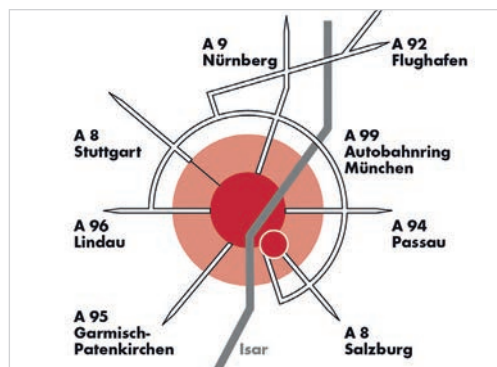 A 9
Nürnberg
A 92
Flughafen
A 8
Stuttgart
A 99
Autobahnring
München
A 96
Lindau
A 94
Passau
A 95
Garmisch-
Patenkirchen
Isar
A 8
Salzburg